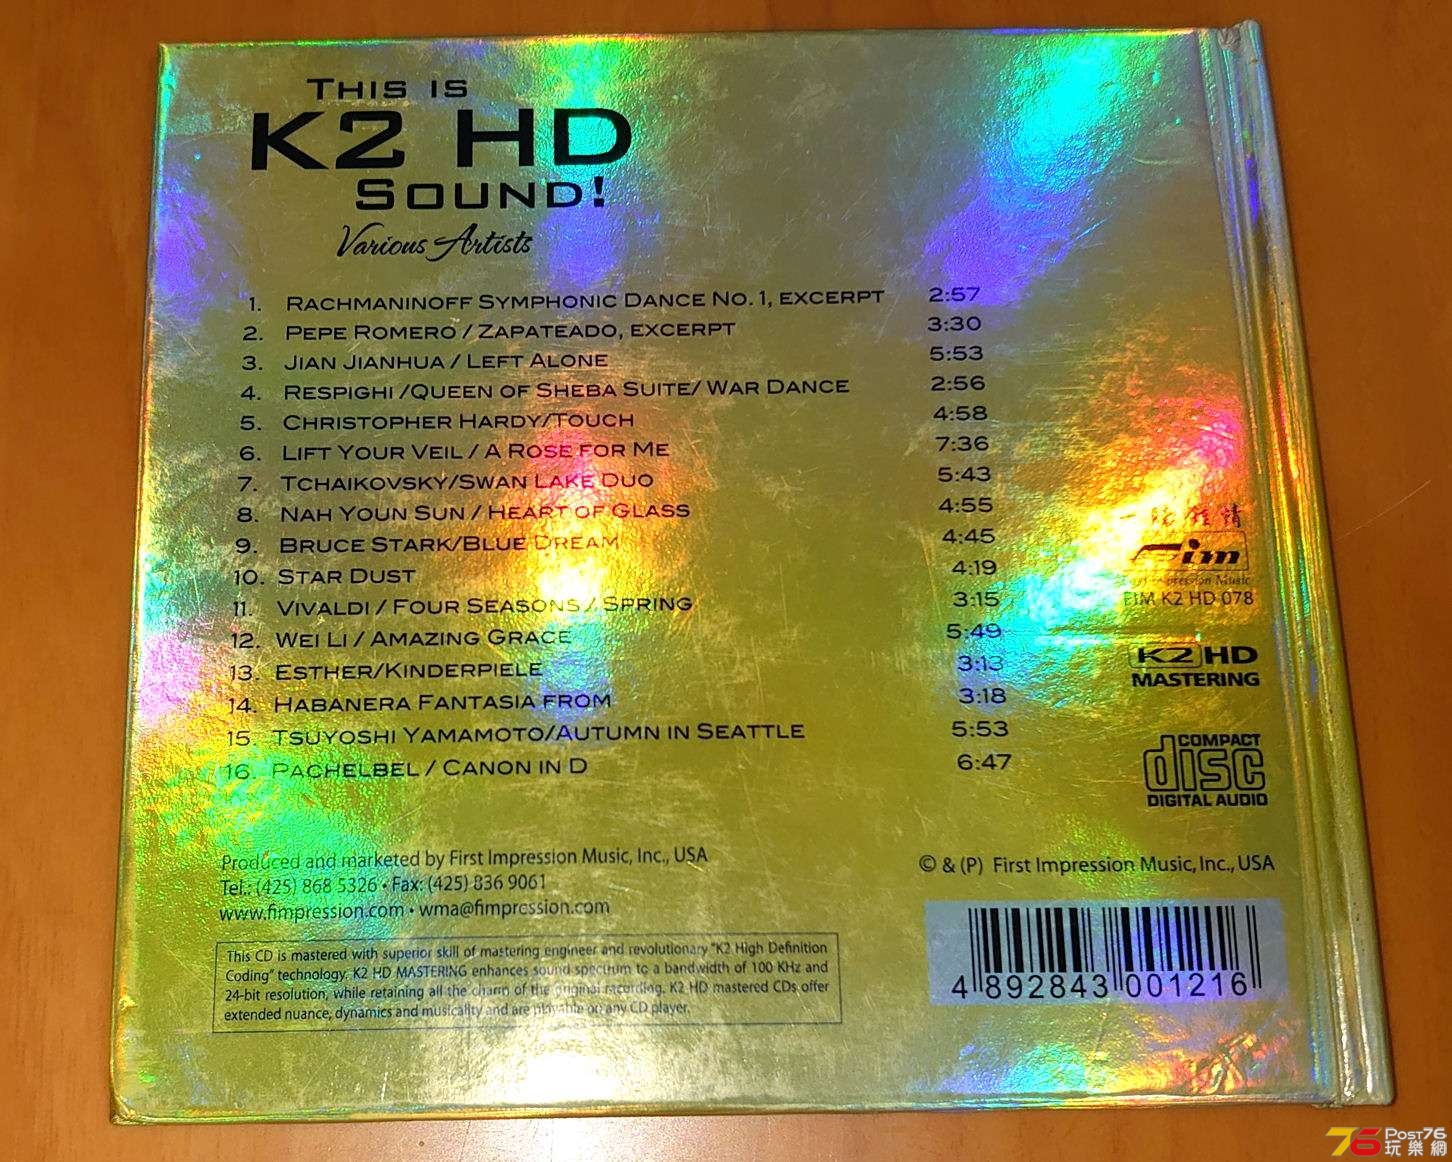 THIS IS
K2 HD
SOUND!
Various Artists
1. RACHMANINOFF SYMPHONIC DANCE NO. 1, EXCERPT 2:57
2. PEPE ROMERO / ZAPATEADO, EXCERPT 3:30
3. JIAN JIANHUA / LEFT ALONE 5:53
4. RESPIGHI /QUEEN OF SHEBA SUITE/ WAR DANCE 2:56
5. CHRISTOPHER HARDY/TOUCH 4:58
6. LIFT YOUR VEIL / A ROSE FOR ME 7:36
7. TCHAIKOVSKY/SWAN LAKE DUO 5:43
8. NAH YOUN SUN / HEART OF GLASS 4:55
9. BRUCE STARK/BLUE DREAM 4:45
10. STAR DUST 4:19
11. VIVALDI / FOUR SEASONS / SPRING 3:15
12. WEI LI / AMAZING GRACE 5:49
13. ESTHER/KINDERPIELE 3:13
14. HABANERA FANTASIA FROM 3:18
15. TSUYOSHI YAMAMOTO/AUTUMN IN SEATTLE 5:53
16. PACHELBEL / CANON IN D 6:47
Fim
First Impression Music
FIM K2 HD 078
K2 HD
MASTERING
COMPACT
disc
DIGITAL AUDIO
Produced and marketed by First Impression Music, Inc., USA
Tel.: (425) 868 5326 • Fax: (425) 836 9061
www.fimpression.com • wma@fimpression.com
© & (P) First Impression Music, Inc., USA
This CD is mastered with superior skill of mastering engineer and revolutionary "K2 High Definition
Coding" technology. K2 HD MASTERING enhances sound spectrum to a bandwidth of 100 KHz and
24-bit resolution, while retaining all the charm of the original recording. K2 HD mastered CDs offer
extended nuance, dynamics and musicality and are playable on any CD player.
4 892843 001216
76 Post76
玩樂網